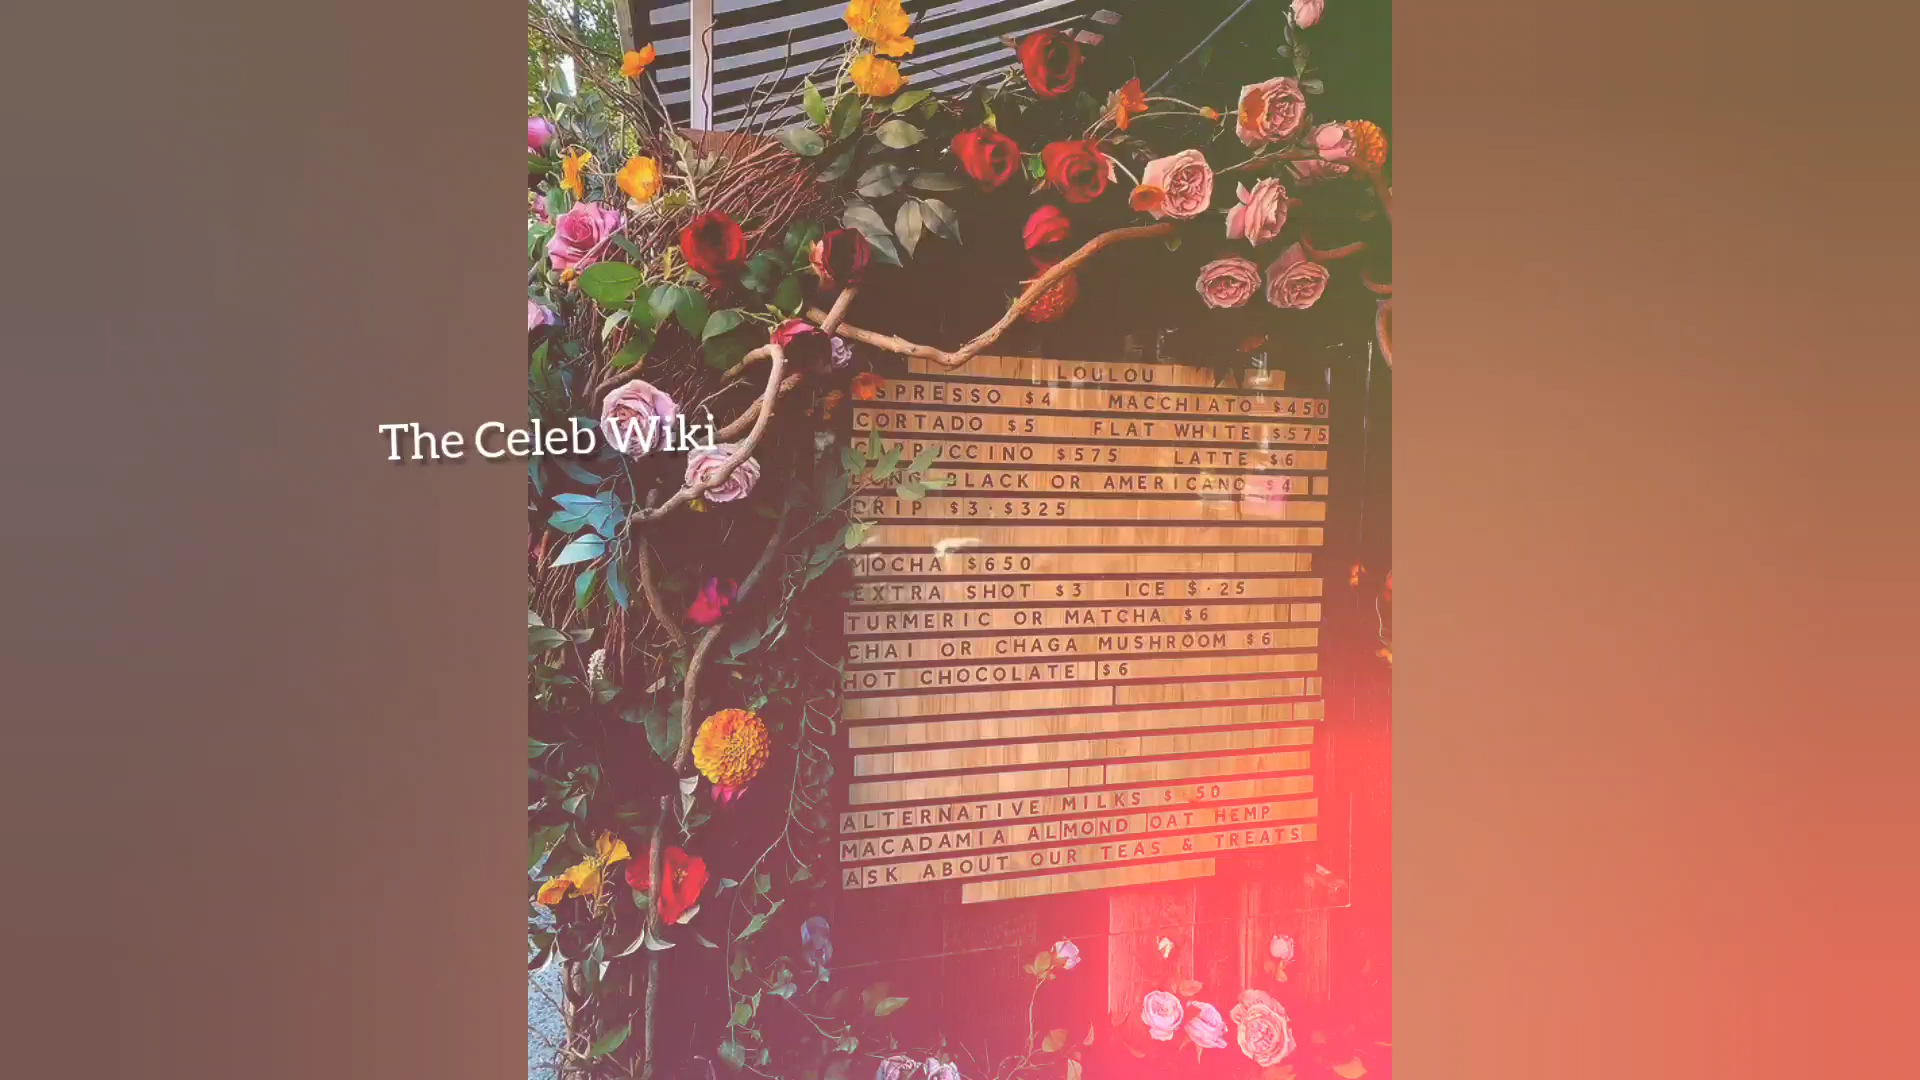 The Celeb Wiki
LOULOU
ESPRESSO $4 MACCHIATO $450
CORTADO $5 FLAT WHITE $575
CAPPUCCINO $575 LATTE $6
LONG BLACK OR AMERICANO $4
DRIP $3·$325
MOCHA $650
EXTRA SHOT $3 ICE $·25
TURMERIC OR MATCHA $6
CHAI OR CHAGA MUSHROOM $6
HOT CHOCOLATE $6
ALTERNATIVE MILKS $·50
MACADAMIA ALMOND OAT HEMP
ASK ABOUT OUR TEAS & TREATS